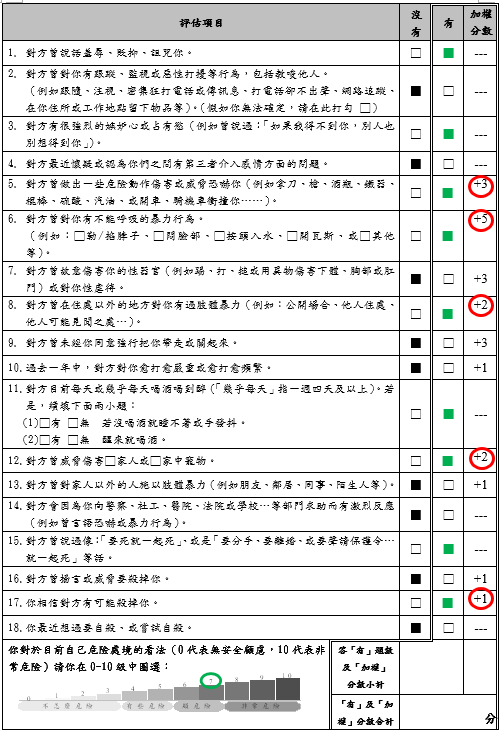 評估項目 沒有 有 加權分數
1. 對方曾說話羞辱、貶抑、詛咒你。 □ ■ ---
2. 對方曾對你有跟蹤、監視或惡性打擾等行為，包括教唆他人。
（例如跟隨、注視、密集狂打電話或傳訊息、打電話卻不出聲、網路追蹤、
在你住所或工作地點留下物品等）。（假如你無法確定，請在此打勾 □） ■ □ ---
3. 對方有很強烈的嫉妒心或占有慾（例如曾說過：「如果我得不到你，別人也
別想得到你」）。 □ ■ ---
4. 對方最近懷疑或認為你們之間有第三者介入感情方面的問題。 ■ □ ---
5. 對方曾做出一些危險動作傷害或威脅恐嚇你（例如拿刀、槍、酒瓶、鐵器、
棍棒、硫酸、汽油、或開車、騎機車衝撞你……）。 □ ■ +3
6. 對方曾對你有不能呼吸的暴力行為。
（例如：□勒/掐脖子、□悶臉部、□按頭入水、□開瓦斯、或□其他
等）。 □ ■ +5
7. 對方曾故意傷害你的性器官（例如踢、打、搥或用異物傷害下體、胸部或肛
門）或對你性虐待。 ■ □ +3
8. 對方曾在住處以外的地方對你有過肢體暴力（例如：公開場合、他人住處、
他人可能見聞之處…）。 □ ■ +2
9. 對方曾未經你同意強行把你帶走或關起來。 ■ □ +3
10. 過去一年中，對方對你愈打愈嚴重或愈打愈頻繁。 ■ □ +1
11. 對方目前每天或幾乎每天喝酒喝到醉（「幾乎每天」指一週四天及以上）。若
是，續填下面兩小題：
(1)□有 □無 若沒喝酒就睡不著或手發抖。
(2)□有 □無 醒來就喝酒。 □ ■ ---
12. 對方曾威脅傷害□家人或□家中寵物。 □ ■ +2
13. 對方曾對家人以外的人施以肢體暴力（例如朋友、鄰居、同事、陌生人等）。 ■ □ +1
14. 對方會因為你向警察、社工、醫院、法院或學校…等部門求助而有激烈反應
（例如曾言語恐嚇或暴力行為）。 ■ □ ---
15. 對方曾說過像：「要死就一起死」、或是「要分手、要離婚、或要聲請保護令…
就一起死」等話。 □ ■ ---
16. 對方曾揚言或威脅要殺掉你。 ■ □ +1
17. 你相信對方有可能殺掉你。 □ ■ +1
18. 你最近想過要自殺、或嘗試自殺。 ■ □ ---
你對於目前自己危險處境的看法（0 代表無安全顧慮，10 代表非
常危險）請你在 0-10 級中圈選：
0 1 2 3 4 5 6 7 8 9 10
不怎麼危險 有些危險 頗危險 非常危險
答「有」題數
及「加權」
分數小計
「有」及「加
權」分數合計
分